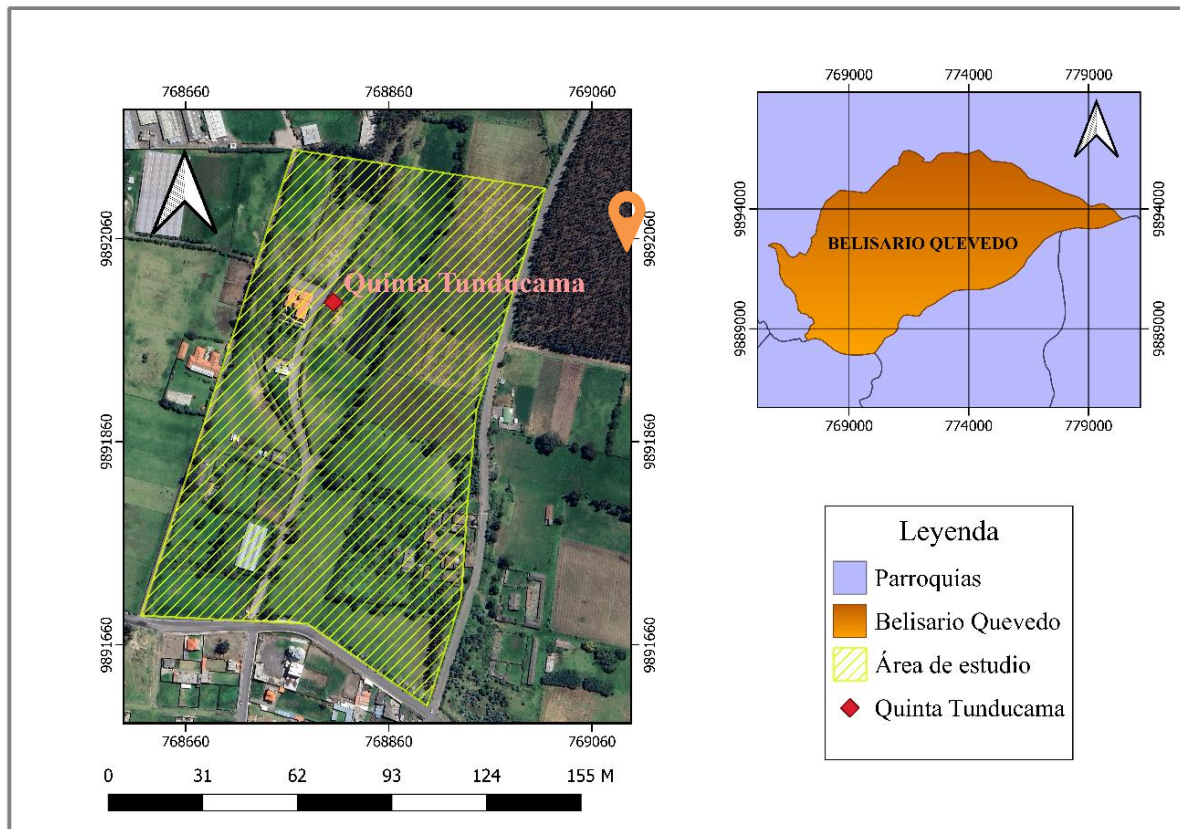 768660 768860 769060
9892060 9892060
Quinta Tunducama
9891860 9891860
9891660 9891660
768660 768860 769060
0 31 62 93 124 155 M
769000 774000 779000
9894000 9894000
BELISARIO QUEVEDO
9889000 9889000
769000 774000 779000
Leyenda
Parroquias
Belisario Quevedo
Área de estudio
Quinta Tunducama